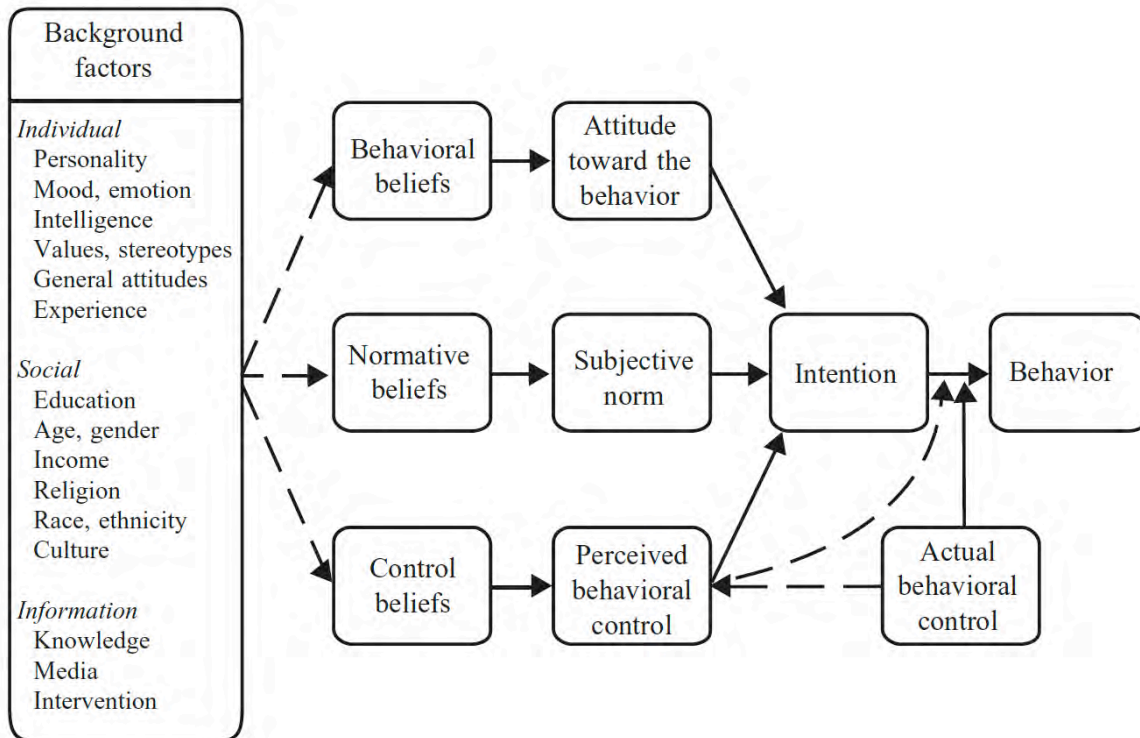 Background
factors
Individual
Personality
Mood, emotion
Intelligence
Values, stereotypes
General attitudes
Experience
Social
Education
Age, gender
Income
Religion
Race, ethnicity
Culture
Information
Knowledge
Media
Intervention
Behavioral
beliefs
Attitude
toward the
behavior
Normative
beliefs
Subjective
norm
Intention
Behavior
Control
beliefs
Perceived
behavioral
control
Actual
behavioral
control